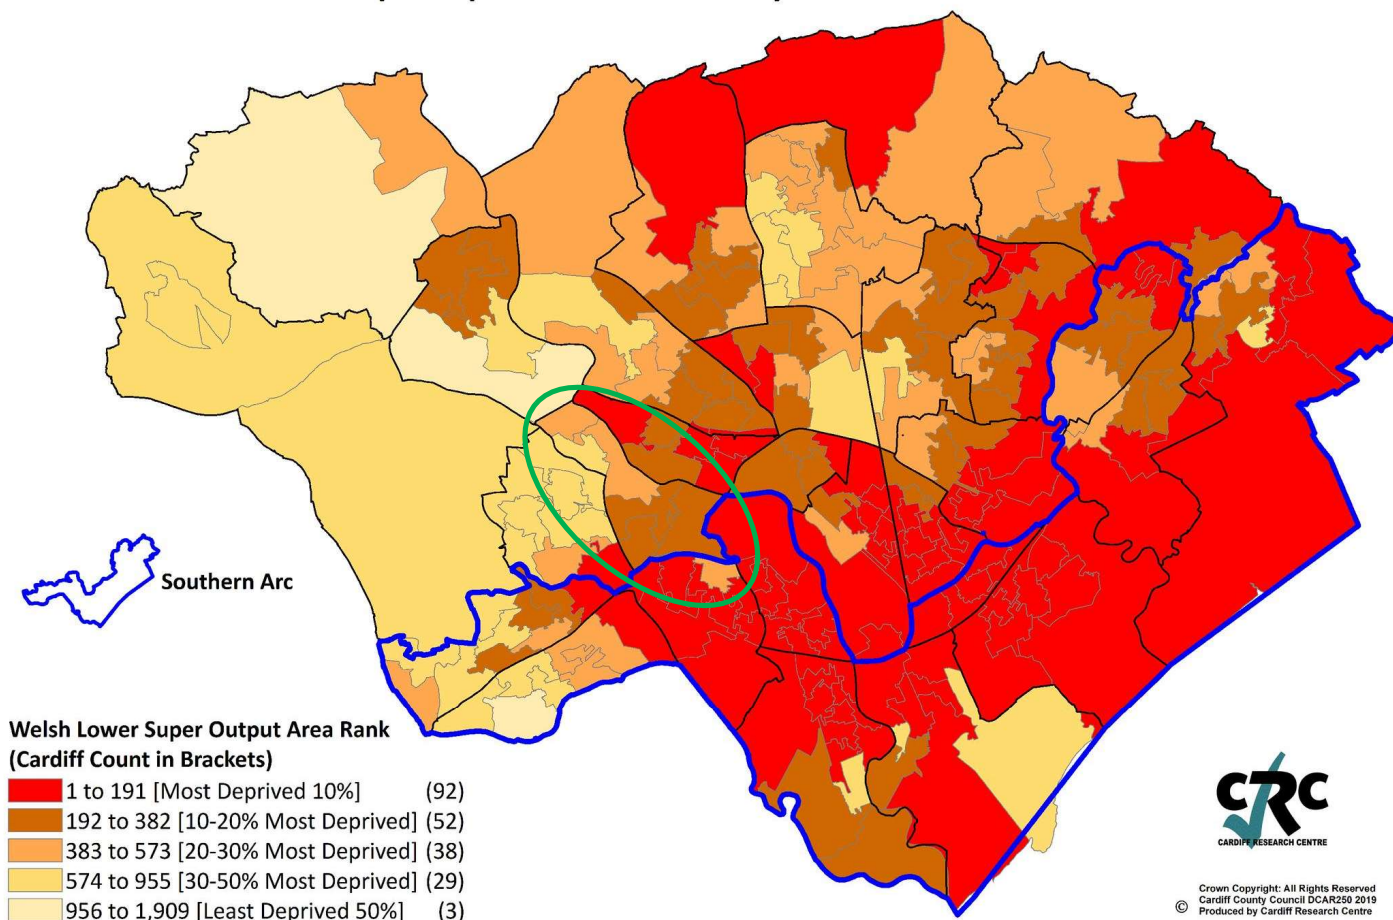 Southern Arc
Welsh Lower Super Output Area Rank
(Cardiff Count in Brackets)
1 to 191 [Most Deprived 10%] (92)
192 to 382 [10-20% Most Deprived] (52)
383 to 573 [20-30% Most Deprived] (38)
574 to 955 [30-50% Most Deprived] (29)
956 to 1,909 [Least Deprived 50%] (3)
CRC
CARDIFF RESEARCH CENTRE
Crown Copyright: All Rights Reserved
Cardiff County Council DCAR250 2019
© Produced by Cardiff Research Centre